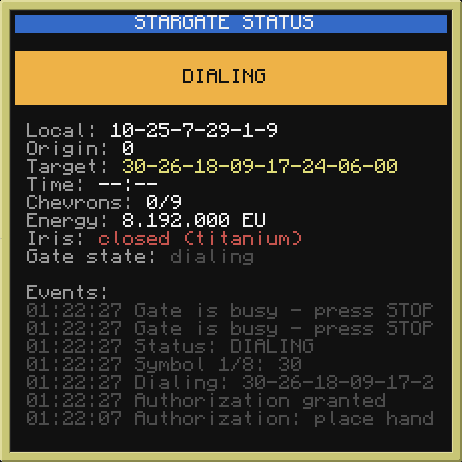 STARGATE STATUS
DIALING
Local: 10-25-7-29-1-9
Origin: 0
Target: 30-26-18-09-17-24-06-00
Time: --:--
Chevrons: 0/9
Energy: 8.192.000 EU
Iris: closed (titanium)
Gate state: dialing
Events:
01:22:27 Gate is busy - press STOP
01:22:27 Gate is busy - press STOP
01:22:27 Status: DIALING
01:22:27 Symbol 1/8: 30
01:22:27 Dialing: 30-26-18-09-17-2
01:22:27 Authorization granted
01:22:07 Authorization: place hand